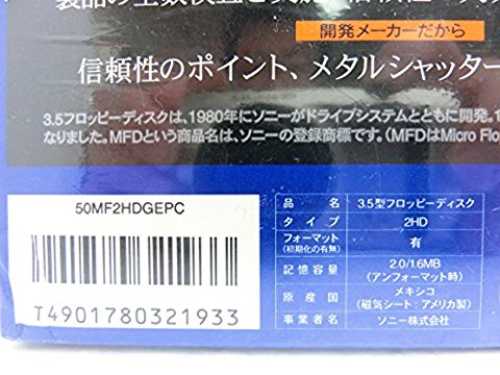 開発メーカーだから
信頼性のポイント、メタルシャッター
3.5フロッピーディスクは、1980年にソニーがドライブシステムとともに開発。
なりました。MFDという商品名は、ソニーの登録商標です。(MFDはMicro Flo
50MF2HDGEPC
T4901780321933
品名 3.5型フロッピーディスク
タイプ 2HD
フォーマット(初期化の有無) 有
記憶容量 2.0/1.6MB(アンフォーマット時)
原産国 メキシコ(磁気シート:アメリカ製)
事業者名 ソニー株式会社